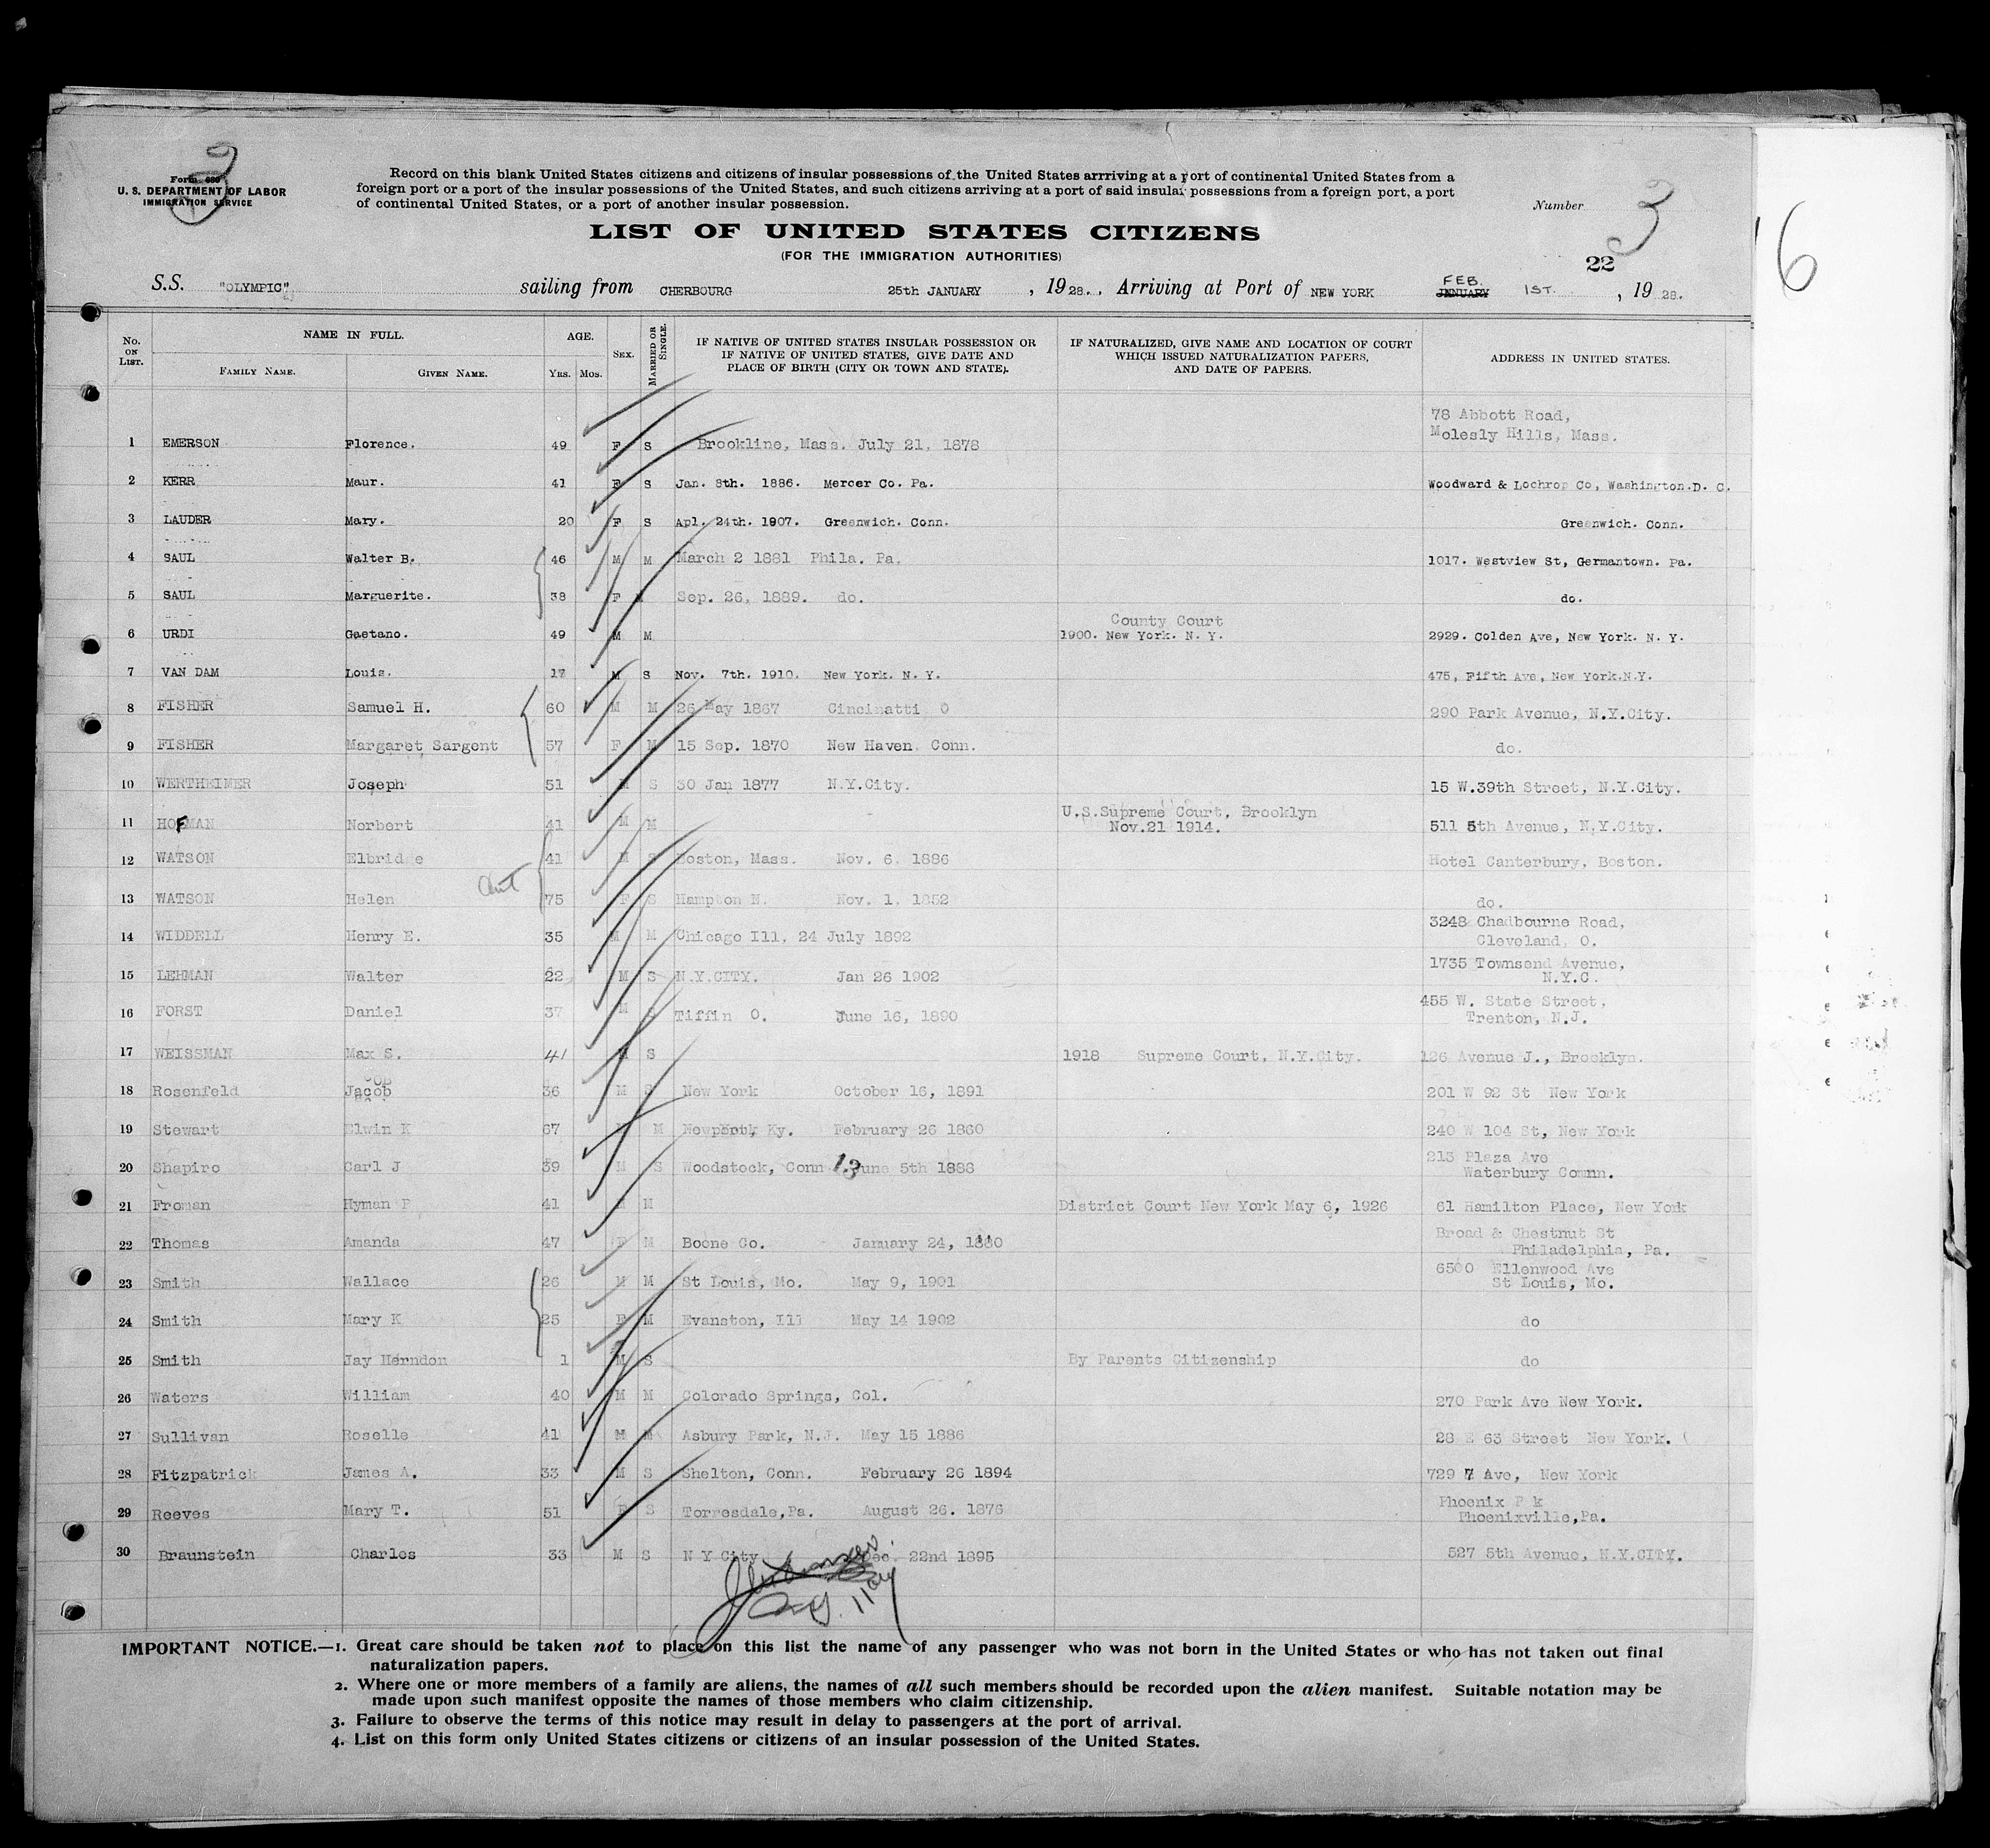 3
Form 630
U. S. DEPARTMENT OF LABOR
IMMIGRATION SERVICE
Record on this blank United States citizens and citizens of insular possessions of the United States arrriving at a port of continental United States from a
foreign port or a port of the insular possessions of the United States, and such citizens arriving at a port of said insular possessions from a foreign port, a port
of continental United States, or a port of another insular possession.
Number 3
LIST OF UNITED STATES CITIZENS
(FOR THE IMMIGRATION AUTHORITIES)
22
6
S.S. "OLYMPIC" sailing from CHERBOURG 25th JANUARY , 1928. , Arriving at Port of NEW YORK JANUARY FEB. 1ST. , 1928.
No. ON LIST.
NAME IN FULL.
FAMILY NAME. GIVEN NAME.
AGE.
YRS. MOS.
SEX.
MARRIED OR SINGLE.
IF NATIVE OF UNITED STATES INSULAR POSSESSION OR
IF NATIVE OF UNITED STATES, GIVE DATE AND
PLACE OF BIRTH (CITY OR TOWN AND STATE).
IF NATURALIZED, GIVE NAME AND LOCATION OF COURT
WHICH ISSUED NATURALIZATION PAPERS,
AND DATE OF PAPERS.
ADDRESS IN UNITED STATES.
78 Abbott Road,
1 EMERSON Florence. 49 F S Brookline, Mass. July 21, 1878 Molesly Hills, Mass.
2 KERR Maur. 41 F S Jan. 8th. 1886. Mercer Co. Pa. Woodward & Lochrop Co, Washington.D. C.
3 LAUDER Mary. 20 F S Apl. 24th. 1907. Greenwich. Conn. Greenwich. Conn.
4 SAUL Walter B. 46 M M March 2 1881 Phila. Pa. 1017. Westview St, Germantown. Pa.
5 SAUL Marguerite. 38 F M Sep. 26, 1889. do. do.
County Court
6 URDI Gaetano. 49 M M 1900. New York. N. Y. 2929. Colden Ave, New York. N. Y.
7 VAN DAM Louis. 17 M S Nov. 7th. 1910. New York. N. Y. 475, Fifth Ave, New York.N.Y.
8 FISHER Samuel H. 60 M M 26 May 1867 Cincinatti O 290 Park Avenue, N.Y.City.
9 FISHER Margaret Sargent 57 F M 15 Sep. 1870 New Haven Conn. do.
10 WERTHEIMER Joseph 51 M S 30 Jan 1877 N.Y.City. 15 W.39th Street, N.Y.City.
U.S.Supreme Court, Brooklyn
11 HOFMAN Norbert 41 M M Nov.21 1914. 511 5th Avenue, N.Y.City.
12 WATSON Elbridge 41 M S Boston, Mass. Nov. 6, 1886 Hotel Canterbury, Boston.
Aunt
13 WATSON Helen 75 F S Hampton N. Nov. 1, 1852 do.
3248 Chadbourne Road,
14 WIDDELL Henry E. 35 M M Chicago Ill, 24 July 1892 Cleveland, O.
1735 Townsend Avenue,
15 LEHMAN Walter 22 M S N.Y.CITY. Jan 26 1902 N.Y.C.
455 W. State Street,
16 FORST Daniel 37 M S Tiffin O. June 16, 1890 Trenton, N.J.
17 WEISSMAN Max S. 41 M S 1918 Supreme Court, N.Y.City. 126 Avenue J., Brooklyn.
18 Rosenfeld Jacob 36 M S New York October 16, 1891 201 W 92 St New York
19 Stewart Elwin K 67 M Newport, Ky. February 26 1860 240 W 104 St, New York
213 Plaza Ave
20 Shapiro Carl J 39 M S Woodstock, Conn 13 June 5th 1888 Waterbury Conn.
21 Froman Hyman P 41 M M District Court New York May 6, 1926 61 Hamilton Place, New York
Broad & Chestnut St
22 Thomas Amanda 47 F M Boone Co. January 24, 1880 Philadelphia, Pa.
6500 Ellenwood Ave
23 Smith Wallace 26 M M St Louis, Mo. May 9, 1901 St Louis, Mo.
24 Smith Mary K 25 F M Evanston, Ill May 14 1902 do
25 Smith Jay Herndon 1 M S By Parents Citizenship do
26 Waters William 40 M M Colorado Springs, Col. 270 Park Ave New York.
27 Sullivan Roselle 41 M M Asbury Park, N.J. May 15 1886 28 E 63 Street New York.
28 Fitzpatrick James A. 33 M S Shelton, Conn. February 26 1894 729 7 Ave, New York
Phoenix P k
29 Reeves Mary T. 51 F S Torresdale,Pa. August 26. 1876 Phoenixville,Pa.
30 Braunstein Charles 33 M S N Y City Dec. 22nd 1895 527 5th Avenue, N.Y.CITY.
IMPORTANT NOTICE.—1. Great care should be taken not to place on this list the name of any passenger who was not born in the United States or who has not taken out final
naturalization papers.
2. Where one or more members of a family are aliens, the names of all such members should be recorded upon the alien manifest. Suitable notation may be
made upon such manifest opposite the names of those members who claim citizenship.
3. Failure to observe the terms of this notice may result in delay to passengers at the port of arrival.
4. List on this form only United States citizens or citizens of an insular possession of the United States.